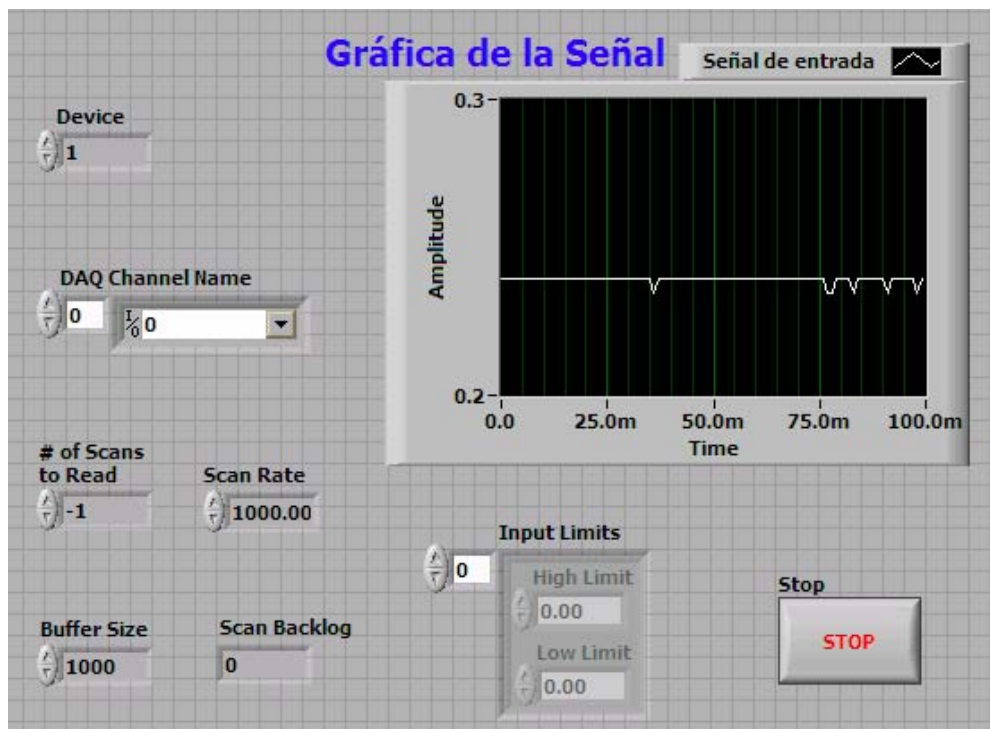 Gráfica de la Señal
Señal de entrada
Device
1
0.3
Amplitude
0.2
0.0 25.0m 50.0m 75.0m 100.0m
Time
DAQ Channel Name
0
I/0 0
# of Scans
to Read
-1
Scan Rate
1000.00
Input Limits
0
High Limit
0.00
Low Limit
0.00
Buffer Size
1000
Scan Backlog
0
Stop
STOP